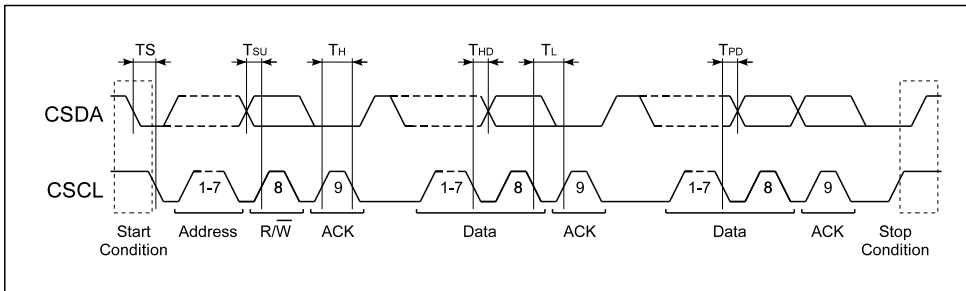 TS TSU TH THD TL TPD
CSDA
CSCL 1-7 8 9 1-7 8 9 1-7 8 9
Start Condition Address R/W̅ ACK Data ACK Data ACK Stop Condition